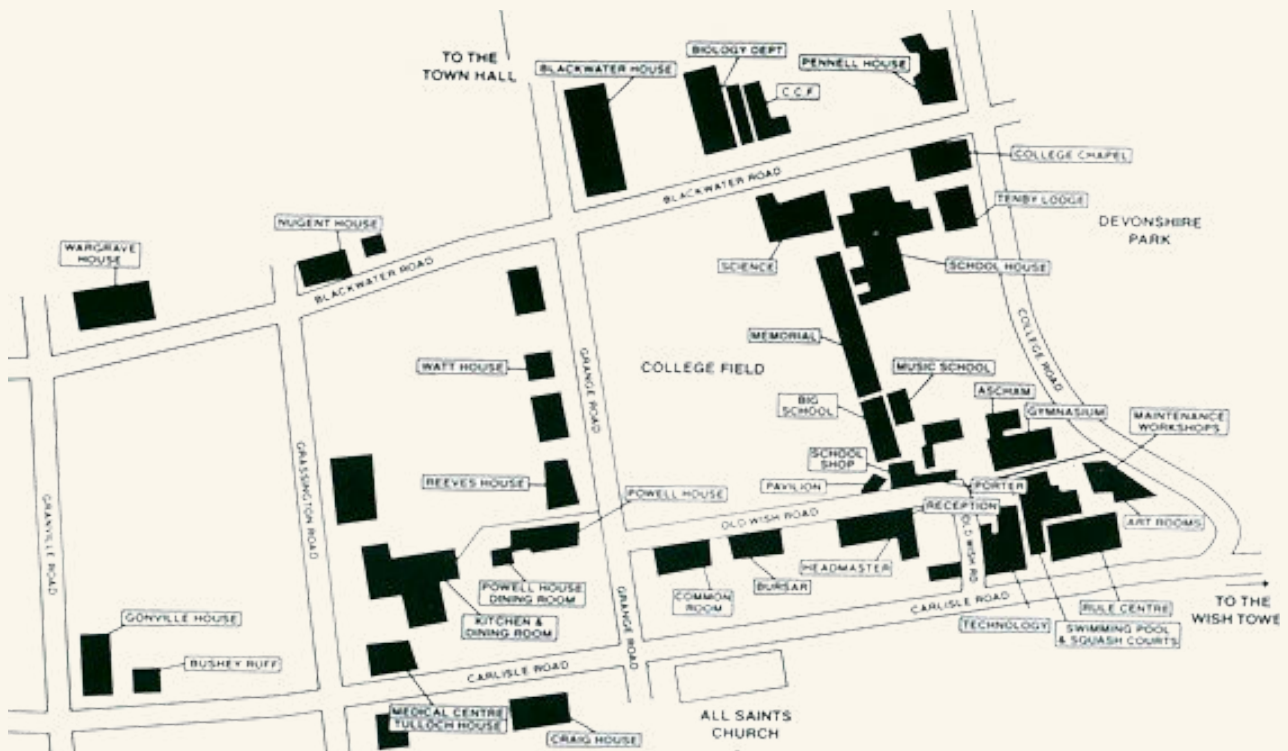 TO THE
TOWN HALL
BLACKWATER HOUSE
BIOLOGY DEPT
C.C.F
PENNELL HOUSE
COLLEGE CHAPEL
BLACKWATER ROAD
TENBY LODGE
DEVONSHIRE
PARK
NUGENT HOUSE
WARGRAVE
HOUSE
BLACKWATER ROAD
SCIENCE
SCHOOL HOUSE
MEMORIAL
COLLEGE ROAD
WATT HOUSE
GRANGE ROAD
COLLEGE FIELD
MUSIC SCHOOL
BIG
SCHOOL
ASCHAM
GYMNASIUM
MAINTENANCE
WORKSHOPS
SCHOOL
SHOP
GRASSINGTON ROAD
GRANVILLE ROAD
REEVES HOUSE
POWELL HOUSE
PAVILION
PORTER
RECEPTION
OLD WISH ROAD
OLD WISH RD
ART ROOMS
HEADMASTER
BURSAR
COMMON
ROOM
POWELL HOUSE
DINING ROOM
KITCHEN &
DINING ROOM
GRANGE ROAD
CARLISLE ROAD
TECHNOLOGY
RULE CENTRE
SWIMMING POOL
& SQUASH COURTS
TO THE
WISH TOWE
GONVILLE HOUSE
BUSHEY RUFF
CARLISLE ROAD
MEDICAL CENTRE
TULLOCH HOUSE
CRAIG HOUSE
ALL SAINTS
CHURCH